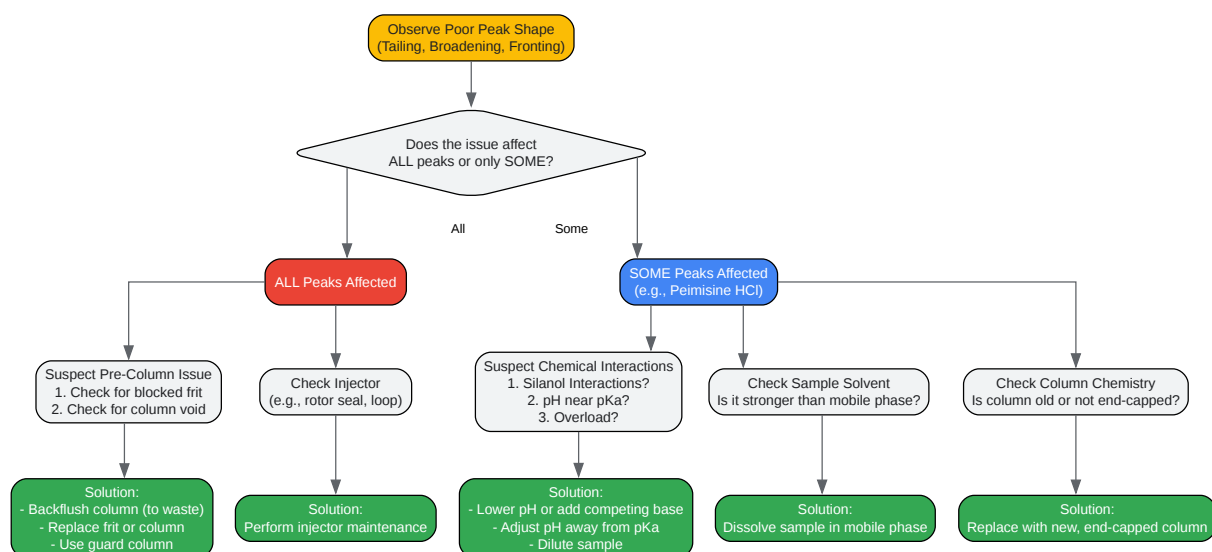 Observe Poor Peak Shape
(Tailing, Broadening, Fronting)
Does the issue affect
ALL peaks or only SOME?
All
Some
ALL Peaks Affected
SOME Peaks Affected
(e.g., Peimisine HCl)
Suspect Pre-Column Issue
1. Check for blocked frit
2. Check for column void
Check Injector
(e.g., rotor seal, loop)
Suspect Chemical Interactions
1. Silanol Interactions?
2. pH near pKa?
3. Overload?
Check Sample Solvent
Is it stronger than mobile phase?
Check Column Chemistry
Is column old or not end-capped?
Solution:
- Backflush column (to waste)
- Replace frit or column
- Use guard column
Solution:
Perform injector maintenance
Solution:
- Lower pH or add competing base
- Adjust pH away from pKa
- Dilute sample
Solution:
Dissolve sample in mobile phase
Solution:
Replace with new, end-capped column